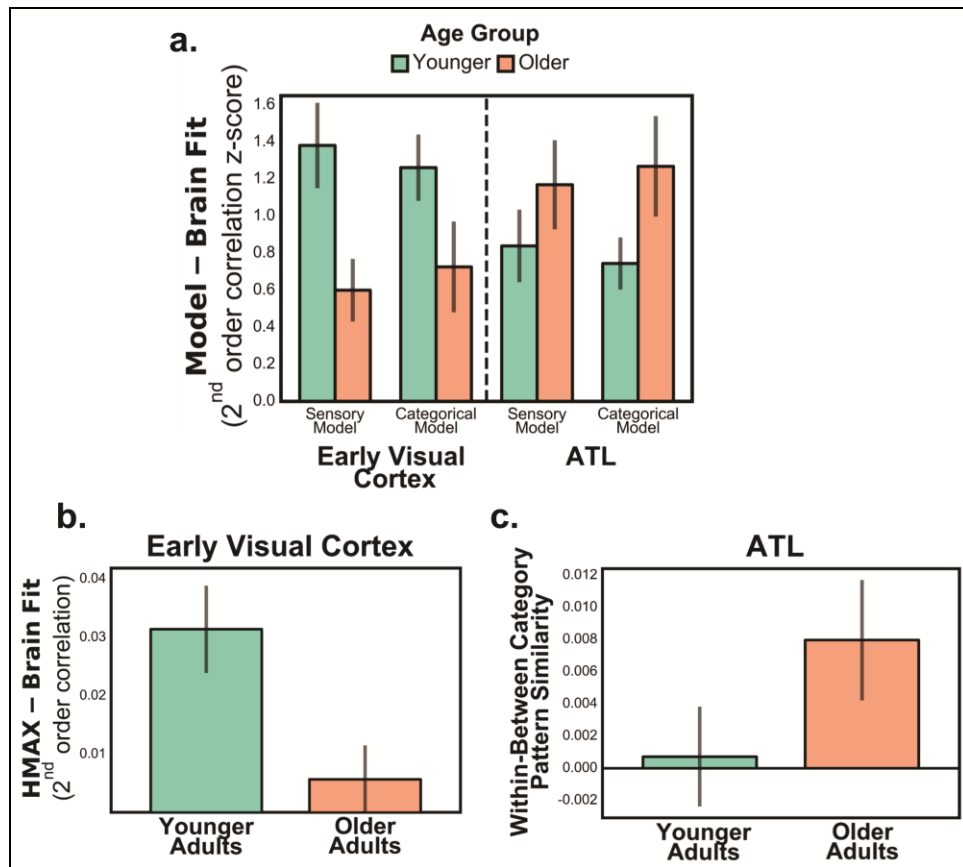 a.
Age Group
Younger Older
Model – Brain Fit
(2nd order correlation z-score)
1.6
1.4
1.2
1.0
0.8
0.6
0.4
0.2
0.0
Sensory Model
Categorical Model
Sensory Model
Categorical Model
Early Visual
Cortex
ATL
b.
Early Visual Cortex
HMAX – Brain Fit
(2nd order correlation)
0.04
0.03
0.02
0.01
Younger
Adults
Older
Adults
c.
ATL
Within-Between Category
Pattern Similarity
0.012
0.010
0.008
0.006
0.004
0.002
0.000
-0.002
Younger
Adults
Older
Adults